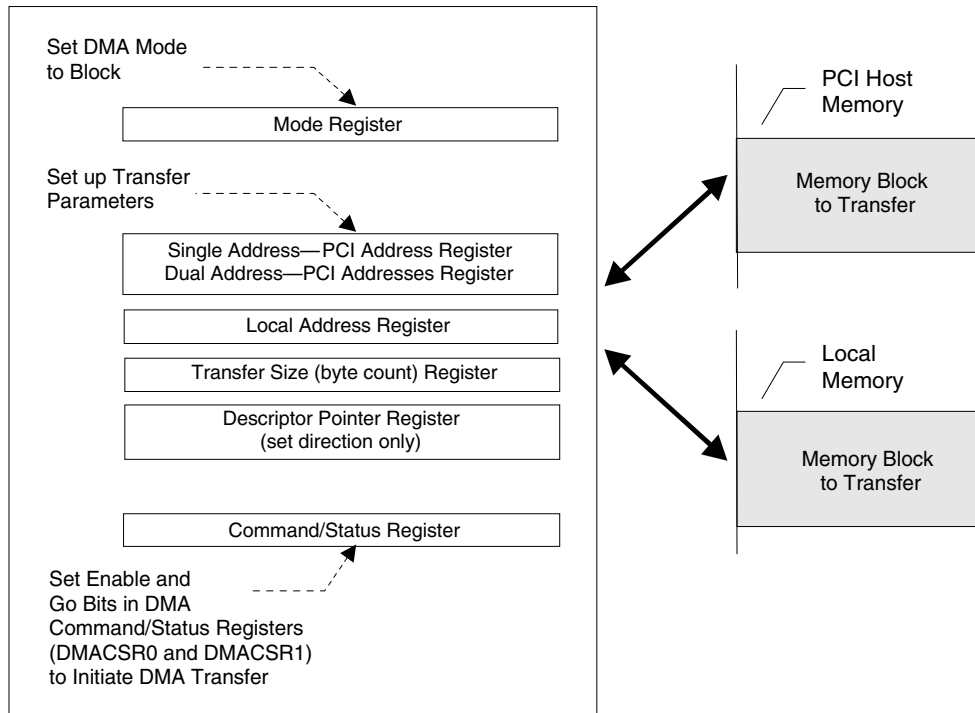 Set DMA Mode
to Block
Mode Register
Set up Transfer
Parameters
Single Address—PCI Address Register
Dual Address—PCI Addresses Register
Local Address Register
Transfer Size (byte count) Register
Descriptor Pointer Register
(set direction only)
Command/Status Register
Set Enable and
Go Bits in DMA
Command/Status Registers
(DMACSR0 and DMACSR1)
to Initiate DMA Transfer
PCI Host
Memory
Memory Block
to Transfer
Local
Memory
Memory Block
to Transfer